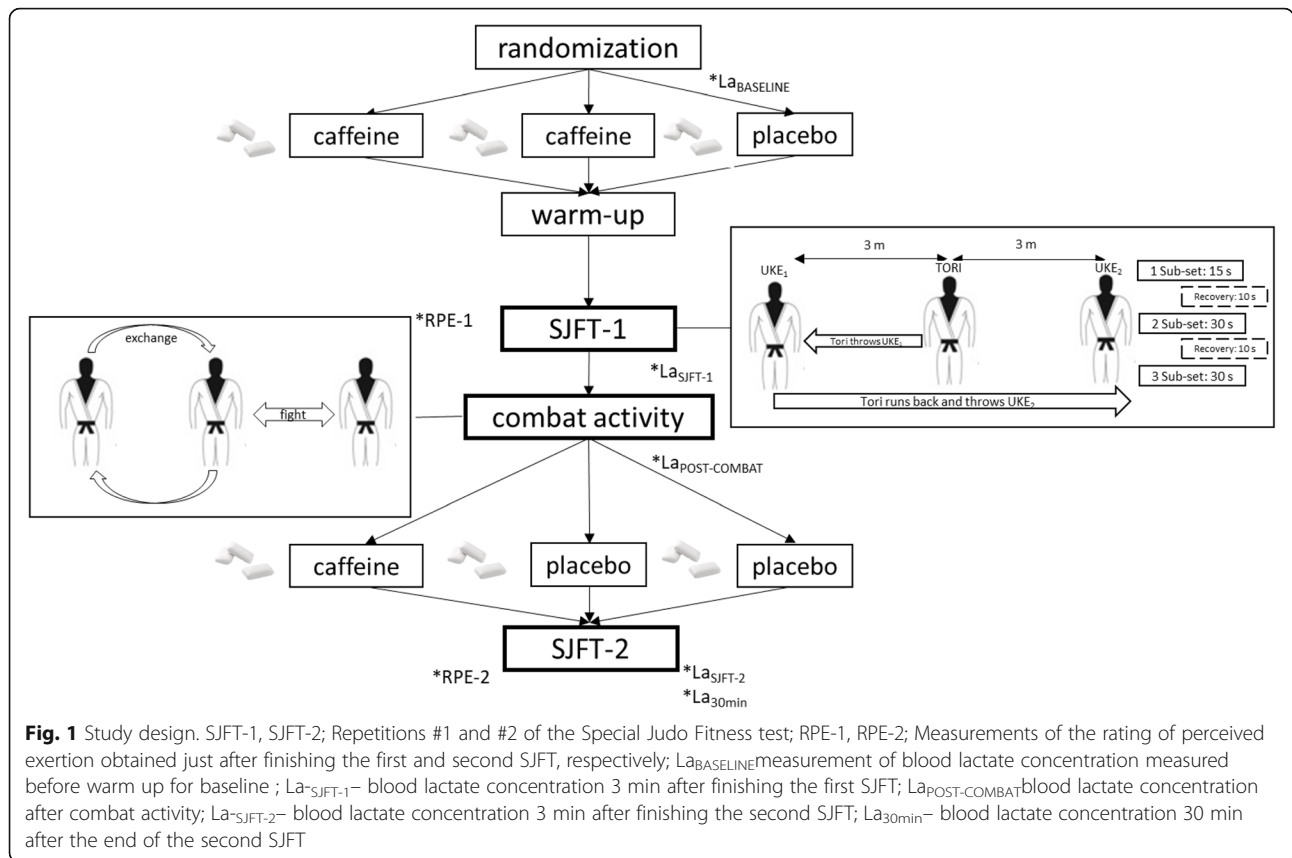 randomization
*La_BASELINE
caffeine caffeine placebo
warm-up
3 m 3 m
UKE₁ TORI UKE₂
1 Sub-set: 15 s
Recovery: 10 s
2 Sub-set: 30 s
Recovery: 10 s
3 Sub-set: 30 s
Tori throws UKE₁
Tori runs back and throws UKE₂
*RPE-1
SJFT-1
*La_SJFT-1
exchange
fight
combat activity
*La_POST-COMBAT
caffeine placebo placebo
SJFT-2
*RPE-2
*La_SJFT-2
*La_30min
Fig. 1 Study design. SJFT-1, SJFT-2; Repetitions #1 and #2 of the Special Judo Fitness test; RPE-1, RPE-2; Measurements of the rating of perceived
exertion obtained just after finishing the first and second SJFT, respectively; La_BASELINEmeasurement of blood lactate concentration measured
before warm up for baseline ; La-_SJFT-1– blood lactate concentration 3 min after finishing the first SJFT; La_POST-COMBATblood lactate concentration
after combat activity; La-_SJFT-2– blood lactate concentration 3 min after finishing the second SJFT; La_30min– blood lactate concentration 30 min
after the end of the second SJFT